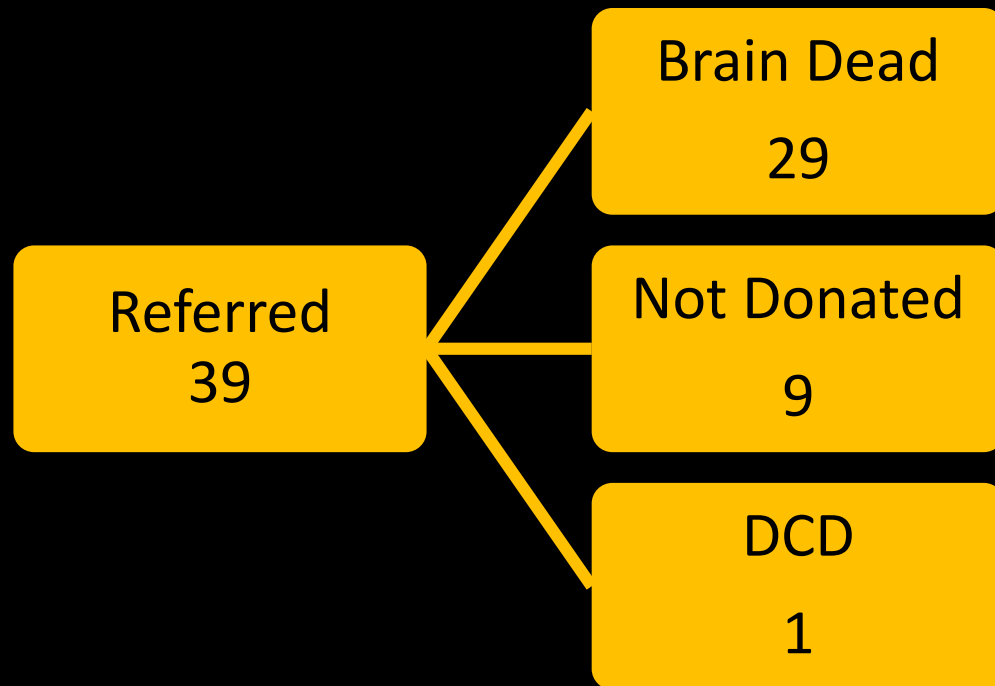 Referred
39
Brain Dead
29
Not Donated
9
DCD
1